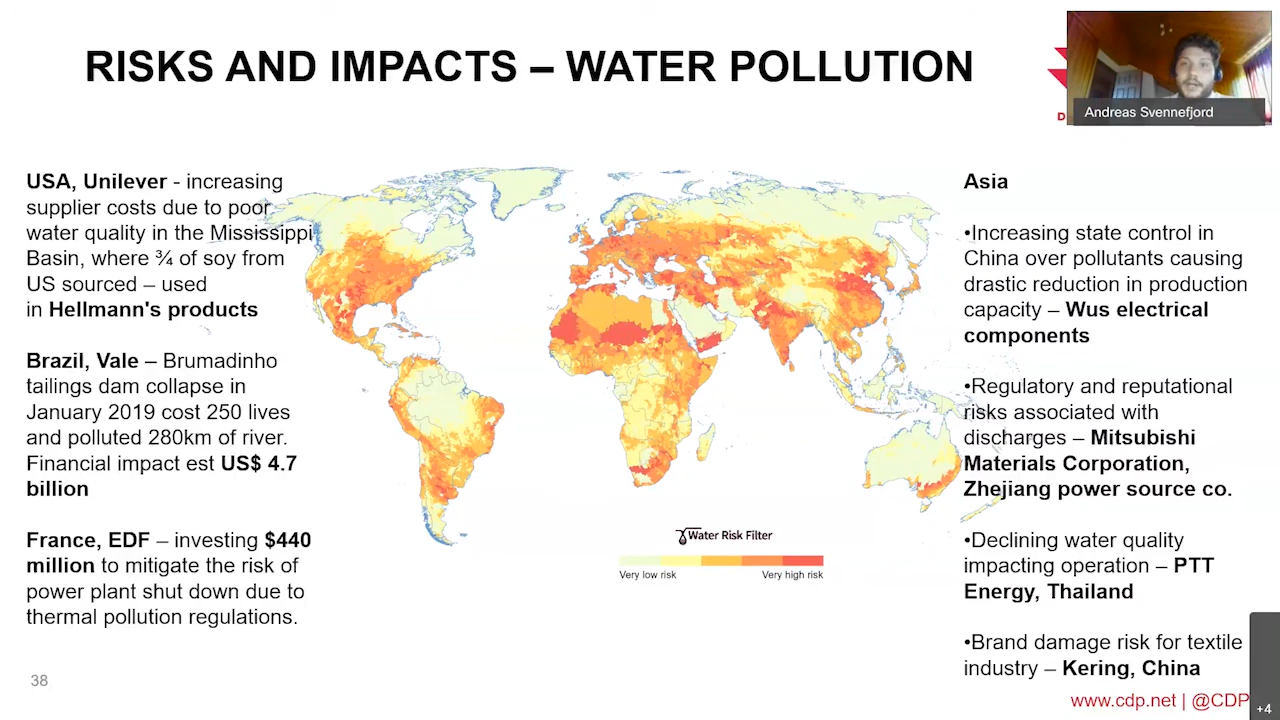 RISKS AND IMPACTS – WATER POLLUTION
D
Andreas Svennefjord
USA, Unilever - increasing
supplier costs due to poor
water quality in the Mississippi
Basin, where ¾ of soy from
US sourced – used
in Hellmann's products
Brazil, Vale – Brumadinho
tailings dam collapse in
January 2019 cost 250 lives
and polluted 280km of river.
Financial impact est US$ 4.7
billion
France, EDF – investing $440
million to mitigate the risk of
power plant shut down due to
thermal pollution regulations.
Water Risk Filter
Very low risk
Very high risk
Asia
•Increasing state control in
China over pollutants causing
drastic reduction in production
capacity – Wus electrical
components
•Regulatory and reputational
risks associated with
discharges – Mitsubishi
Materials Corporation,
Zhejiang power source co.
•Declining water quality
impacting operation – PTT
Energy, Thailand
•Brand damage risk for textile
industry – Kering, China
38
www.cdp.net | @CDP
+4